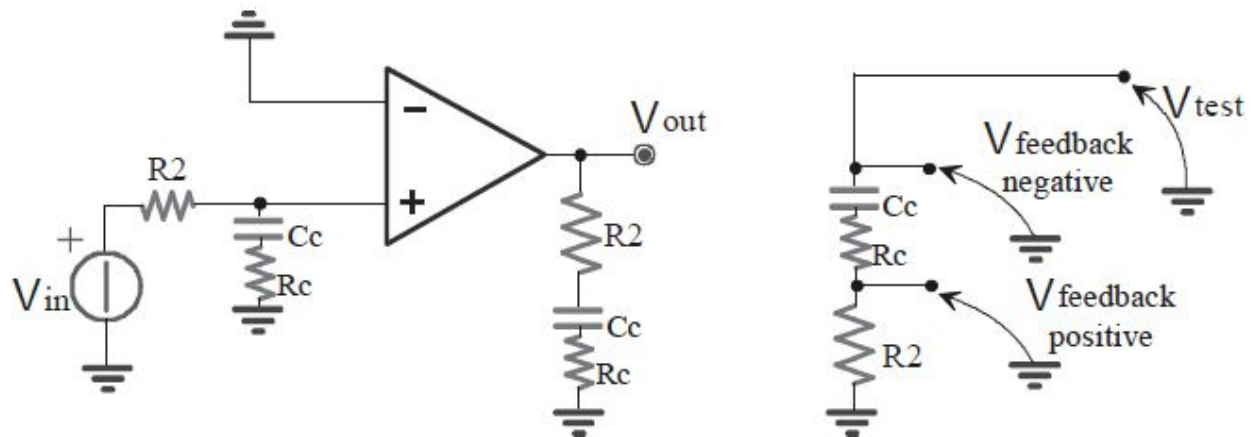 R2
+
Vin
Cc
Rc
−
+
Vout
R2
Cc
Rc
Vtest
Vfeedback
negative
Cc
Rc
Vfeedback
positive
R2